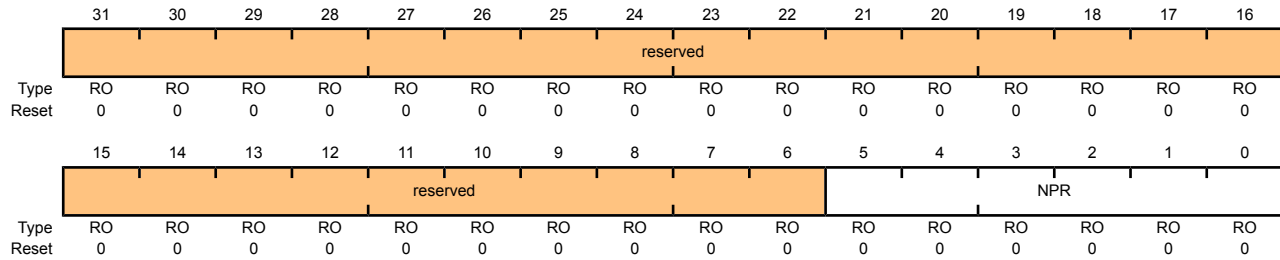 31 30 29 28 27 26 25 24 23 22 21 20 19 18 17 16
reserved
Type RO RO RO RO RO RO RO RO RO RO RO RO RO RO RO RO
Reset 0 0 0 0 0 0 0 0 0 0 0 0 0 0 0 0
15 14 13 12 11 10 9 8 7 6 5 4 3 2 1 0
reserved NPR
Type RO RO RO RO RO RO RO RO RO RO RO RO RO RO RO RO
Reset 0 0 0 0 0 0 0 0 0 0 0 0 0 0 0 0